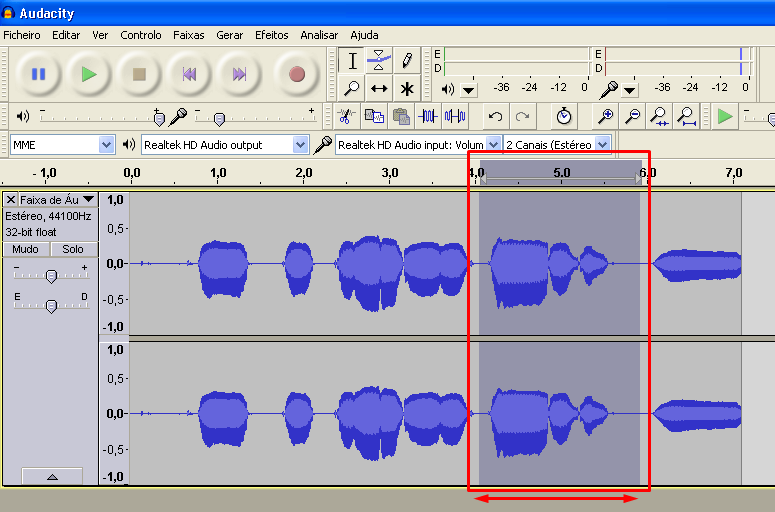 Audacity
Ficheiro Editar Ver Controlo Faixas Gerar Efeitos Analisar Ajuda
E
D
-36 -24 -12 0
E
D
-36 -24 -12 0
MME Realtek HD Audio output Realtek HD Audio input: Volum 2 Canais (Estéreo
- 1,0 0,0 1,0 2,0 3,0 4,0 5,0 6,0 7,0
Faixa de Áu
Estéreo, 44100Hz
32-bit float
Mudo Solo
- +
E D
1,0
0,5-
0,0-
-0,5-
-1,0
1,0
0,5-
0,0-
-0,5-
-1,0